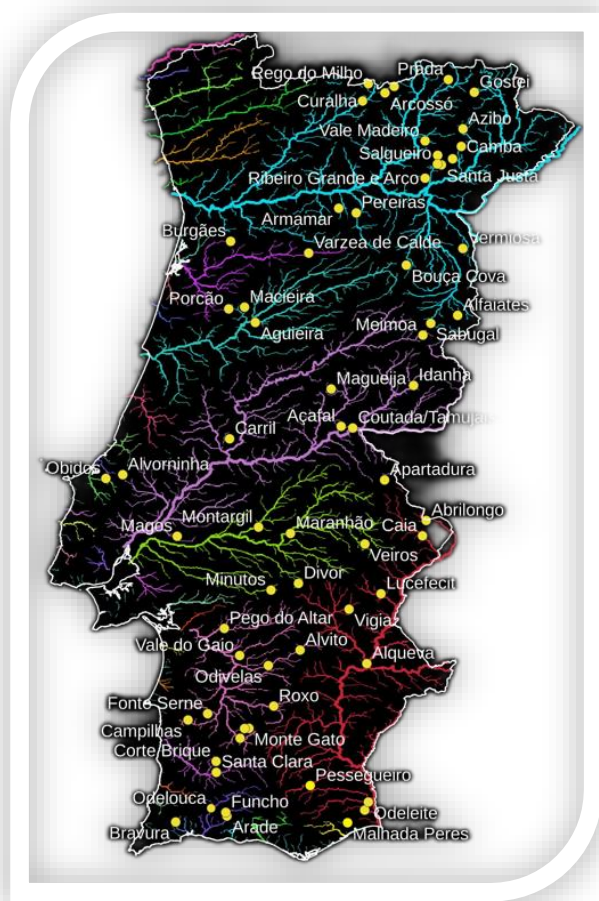 Rego do Milho
Prada
Gostei
Curalha
Arcossó
Azibo
Vale Madeiro
Camba
Salgueiro
Santa Justa
Ribeiro Grande e Arco
Pereiras
Armamar
Burgães
Varzea de Calde
Vermiosa
Bouça Cova
Porcão
Macieira
Alfaiates
Aguieira
Meimoa
Sabugal
Magueija
Idanha
Açafal
Coutada/Tamujais
Carril
Óbidos
Alvorninha
Apartadura
Abrilongo
Magos
Montargil
Maranhão
Caia
Veiros
Minutos
Divor
Lucefecit
Pego do Altar
Vigia
Vale do Gaio
Alvito
Alqueva
Odivelas
Fonte Serne
Roxo
Campilhas
Monte Gato
Corte Brique
Santa Clara
Pessegueiro
Odelouca
Funcho
Odeleite
Bravura
Arade
Malhada Peres